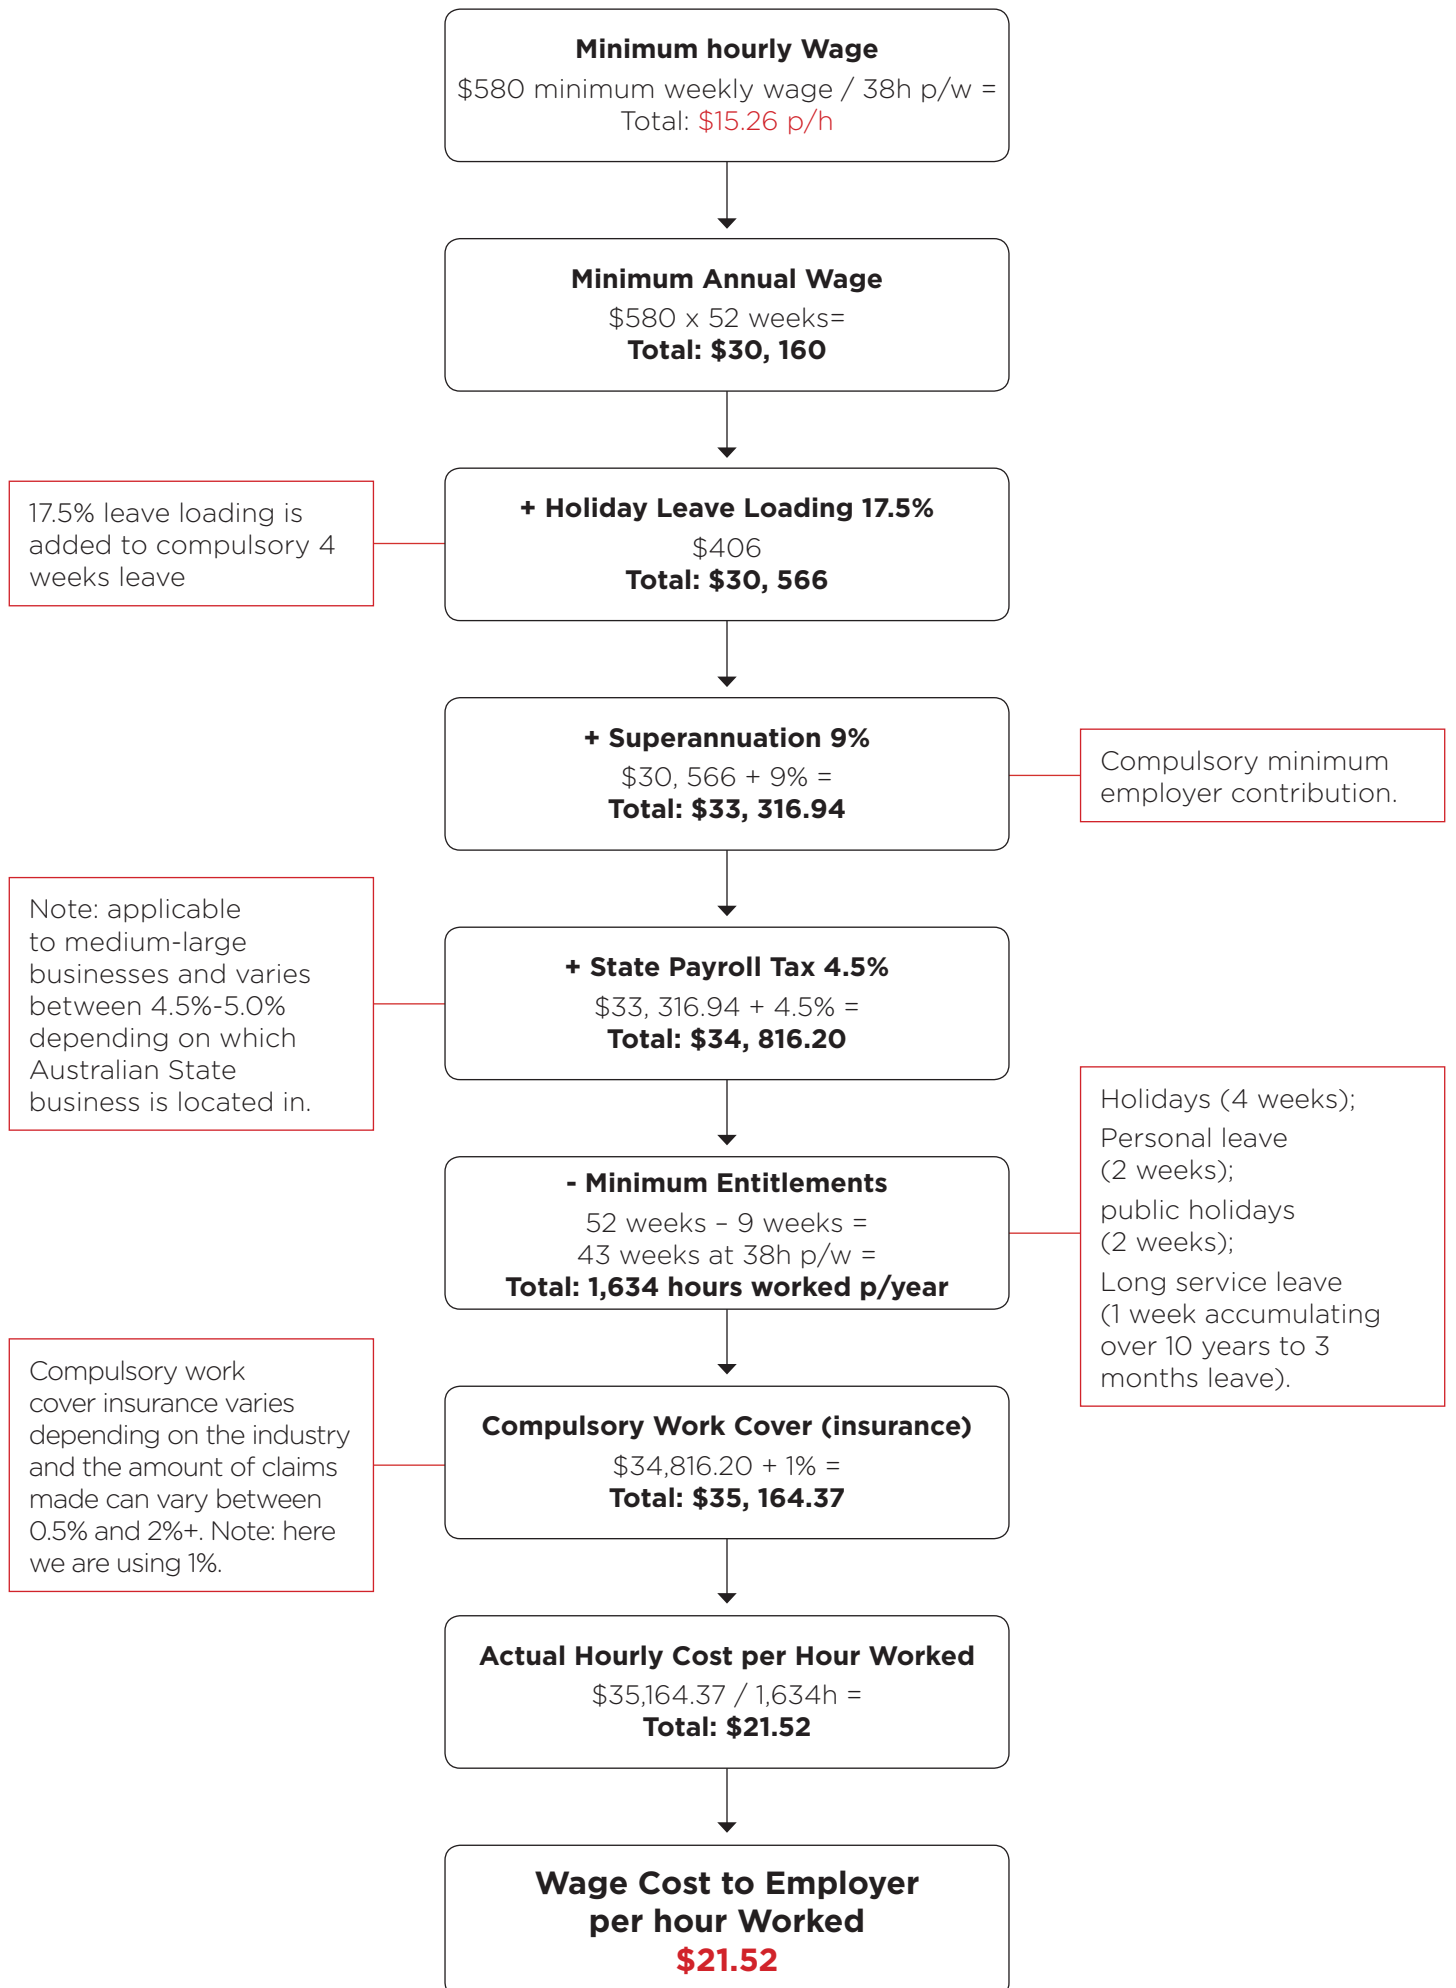 Minimum hourly Wage
$580 minimum weekly wage / 38h p/w =
Total: $15.26 p/h
Minimum Annual Wage
$580 x 52 weeks=
Total: $30, 160
17.5% leave loading is
added to compulsory 4
weeks leave
+ Holiday Leave Loading 17.5%
$406
Total: $30, 566
+ Superannuation 9%
$30, 566 + 9% =
Total: $33, 316.94
Compulsory minimum
employer contribution.
Note: applicable
to medium-large
businesses and varies
between 4.5%-5.0%
depending on which
Australian State
business is located in.
+ State Payroll Tax 4.5%
$33, 316.94 + 4.5% =
Total: $34, 816.20
- Minimum Entitlements
52 weeks – 9 weeks =
43 weeks at 38h p/w =
Total: 1,634 hours worked p/year
Holidays (4 weeks);
Personal leave
(2 weeks);
public holidays
(2 weeks);
Long service leave
(1 week accumulating
over 10 years to 3
months leave).
Compulsory work
cover insurance varies
depending on the industry
and the amount of claims
made can vary between
0.5% and 2%+. Note: here
we are using 1%.
Compulsory Work Cover (insurance)
$34,816.20 + 1% =
Total: $35, 164.37
Actual Hourly Cost per Hour Worked
$35,164.37 / 1,634h =
Total: $21.52
Wage Cost to Employer
per hour Worked
$21.52